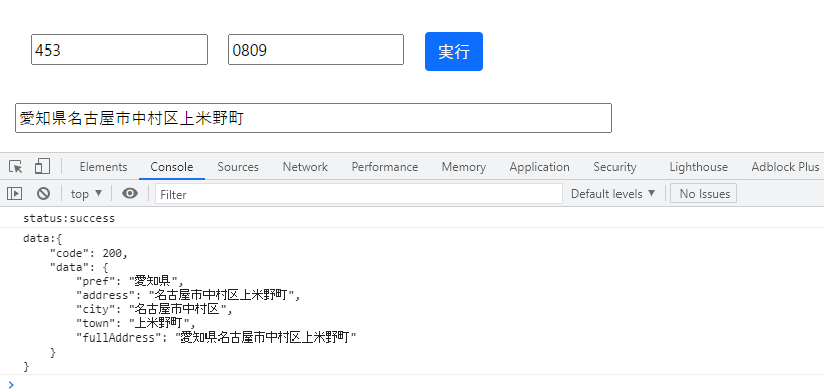 453 0809 実行
愛知県名古屋市中村区上米野町
Elements Console Sources Network Performance Memory Application Security Lighthouse Adblock Plus
top ▼ Filter Default levels ▼ No Issues
status:success
data:{
    "code": 200,
    "data": {
        "pref": "愛知県",
        "address": "名古屋市中村区上米野町",
        "city": "名古屋市中村区",
        "town": "上米野町",
        "fullAddress": "愛知県名古屋市中村区上米野町"
    }
}
>